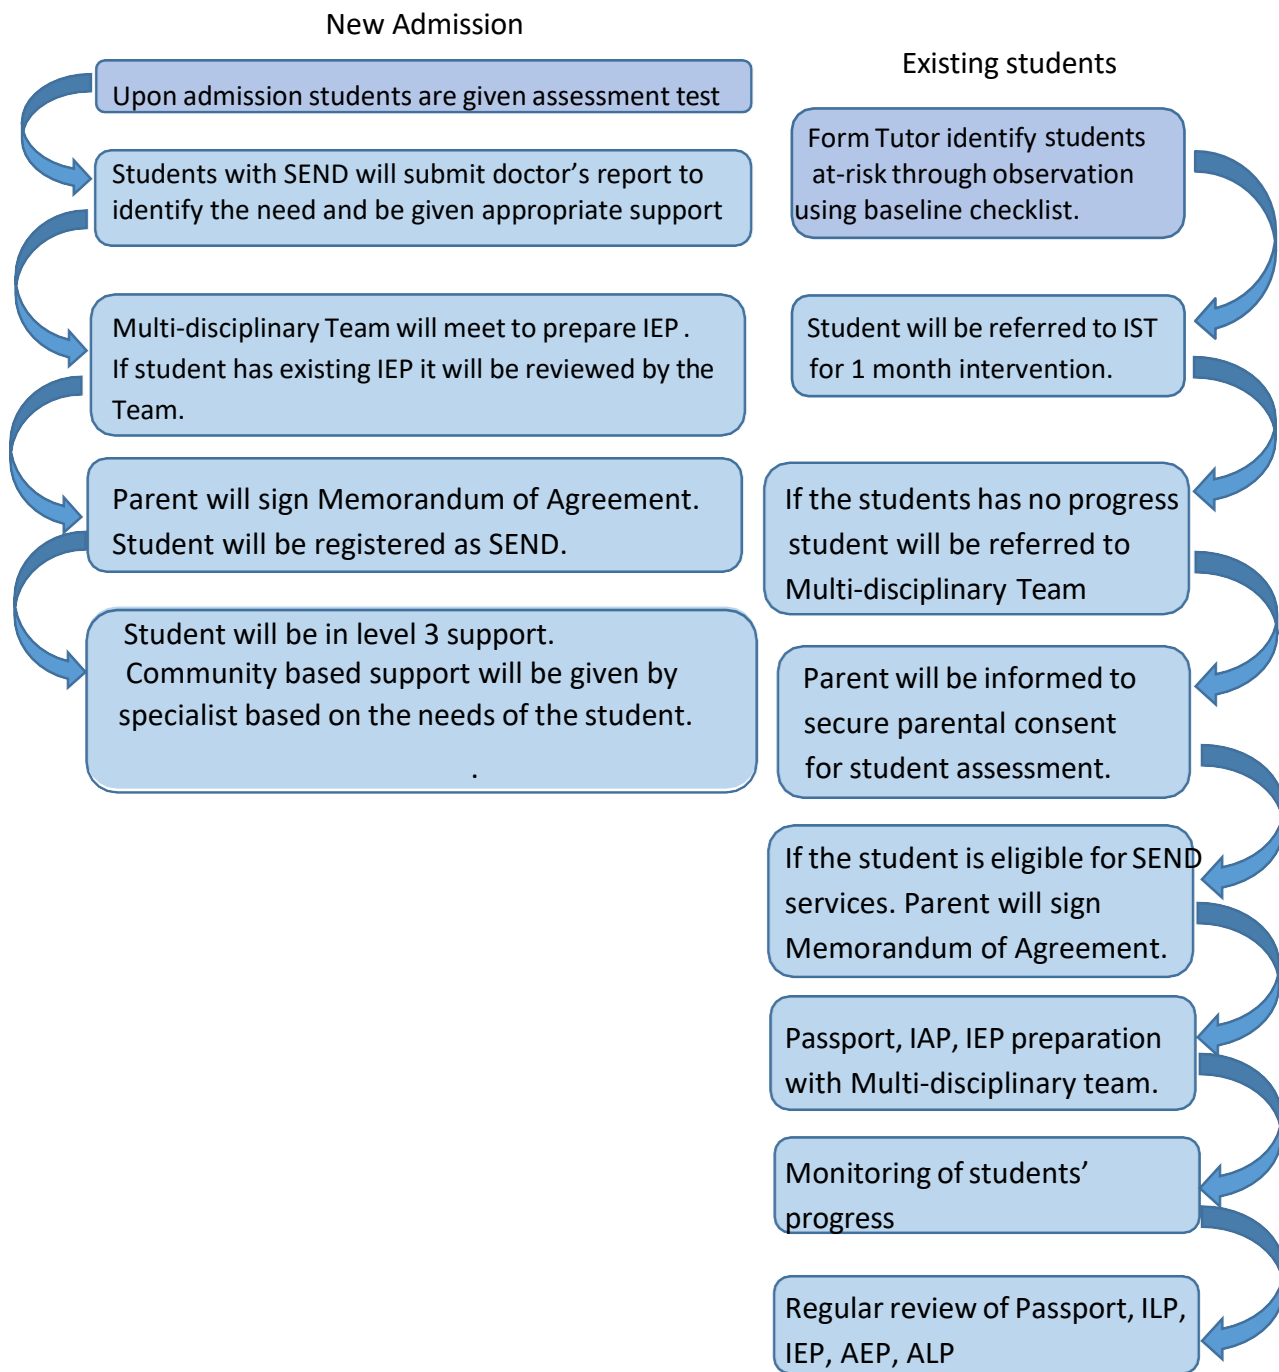 New Admission
Upon admission students are given assessment test
Students with SEND will submit doctor’s report to
identify the need and be given appropriate support
Multi-disciplinary Team will meet to prepare IEP .
If student has existing IEP it will be reviewed by the
Team.
Parent will sign Memorandum of Agreement.
Student will be registered as SEND.
Student will be in level 3 support.
Community based support will be given by
specialist based on the needs of the student.
.
Existing students
Form Tutor identify students
at-risk through observation
using baseline checklist.
Student will be referred to IST
for 1 month intervention.
If the students has no progress
student will be referred to
Multi-disciplinary Team
Parent will be informed to
secure parental consent
for student assessment.
If the student is eligible for SEND
services. Parent will sign
Memorandum of Agreement.
Passport, IAP, IEP preparation
with Multi-disciplinary team.
Monitoring of students’
progress
Regular review of Passport, ILP,
IEP, AEP, ALP